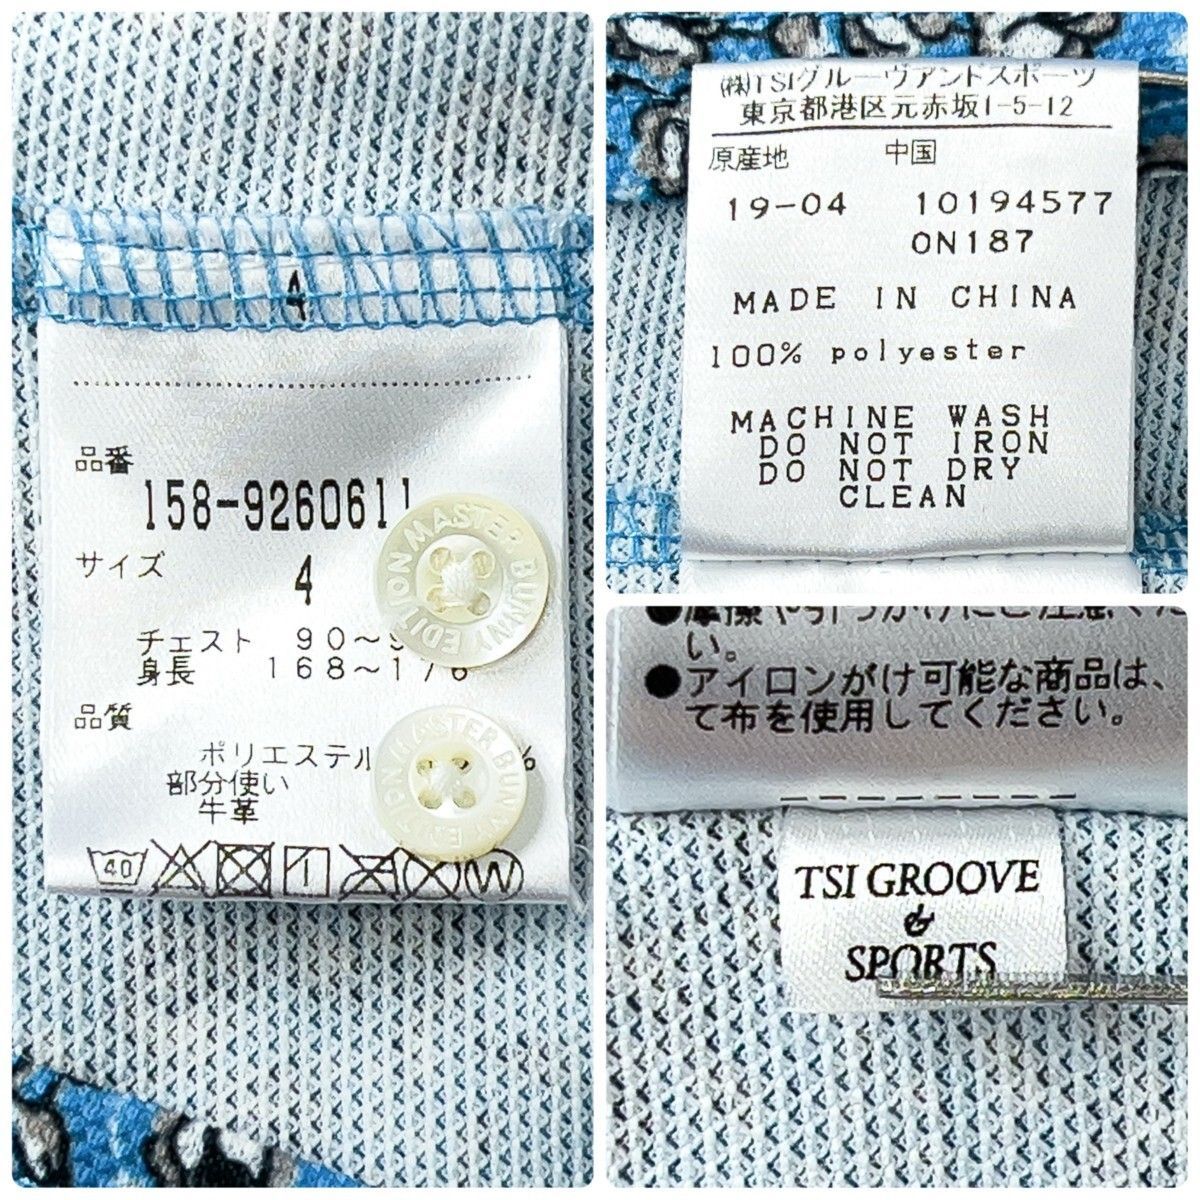 4
品番
158-9260611
サイズ
4
チェスト 90～
身長 168～176
品質
ポリエステル %
部分使い
牛革
40
EDITION MASTER BUNNY
MASTER BUNNY
W
(株)TSIグルーヴアンドスポーツ
東京都港区元赤坂1-5-12
原産地 中国
19-04 10194577
0N187
MADE IN CHINA
100% polyester
MACHINE WASH
DO NOT IRON
DO NOT DRY
CLEAN
い。
●アイロンがけ可能な商品は、
て布を使用してください。
TSI GROOVE
&
SPORTS